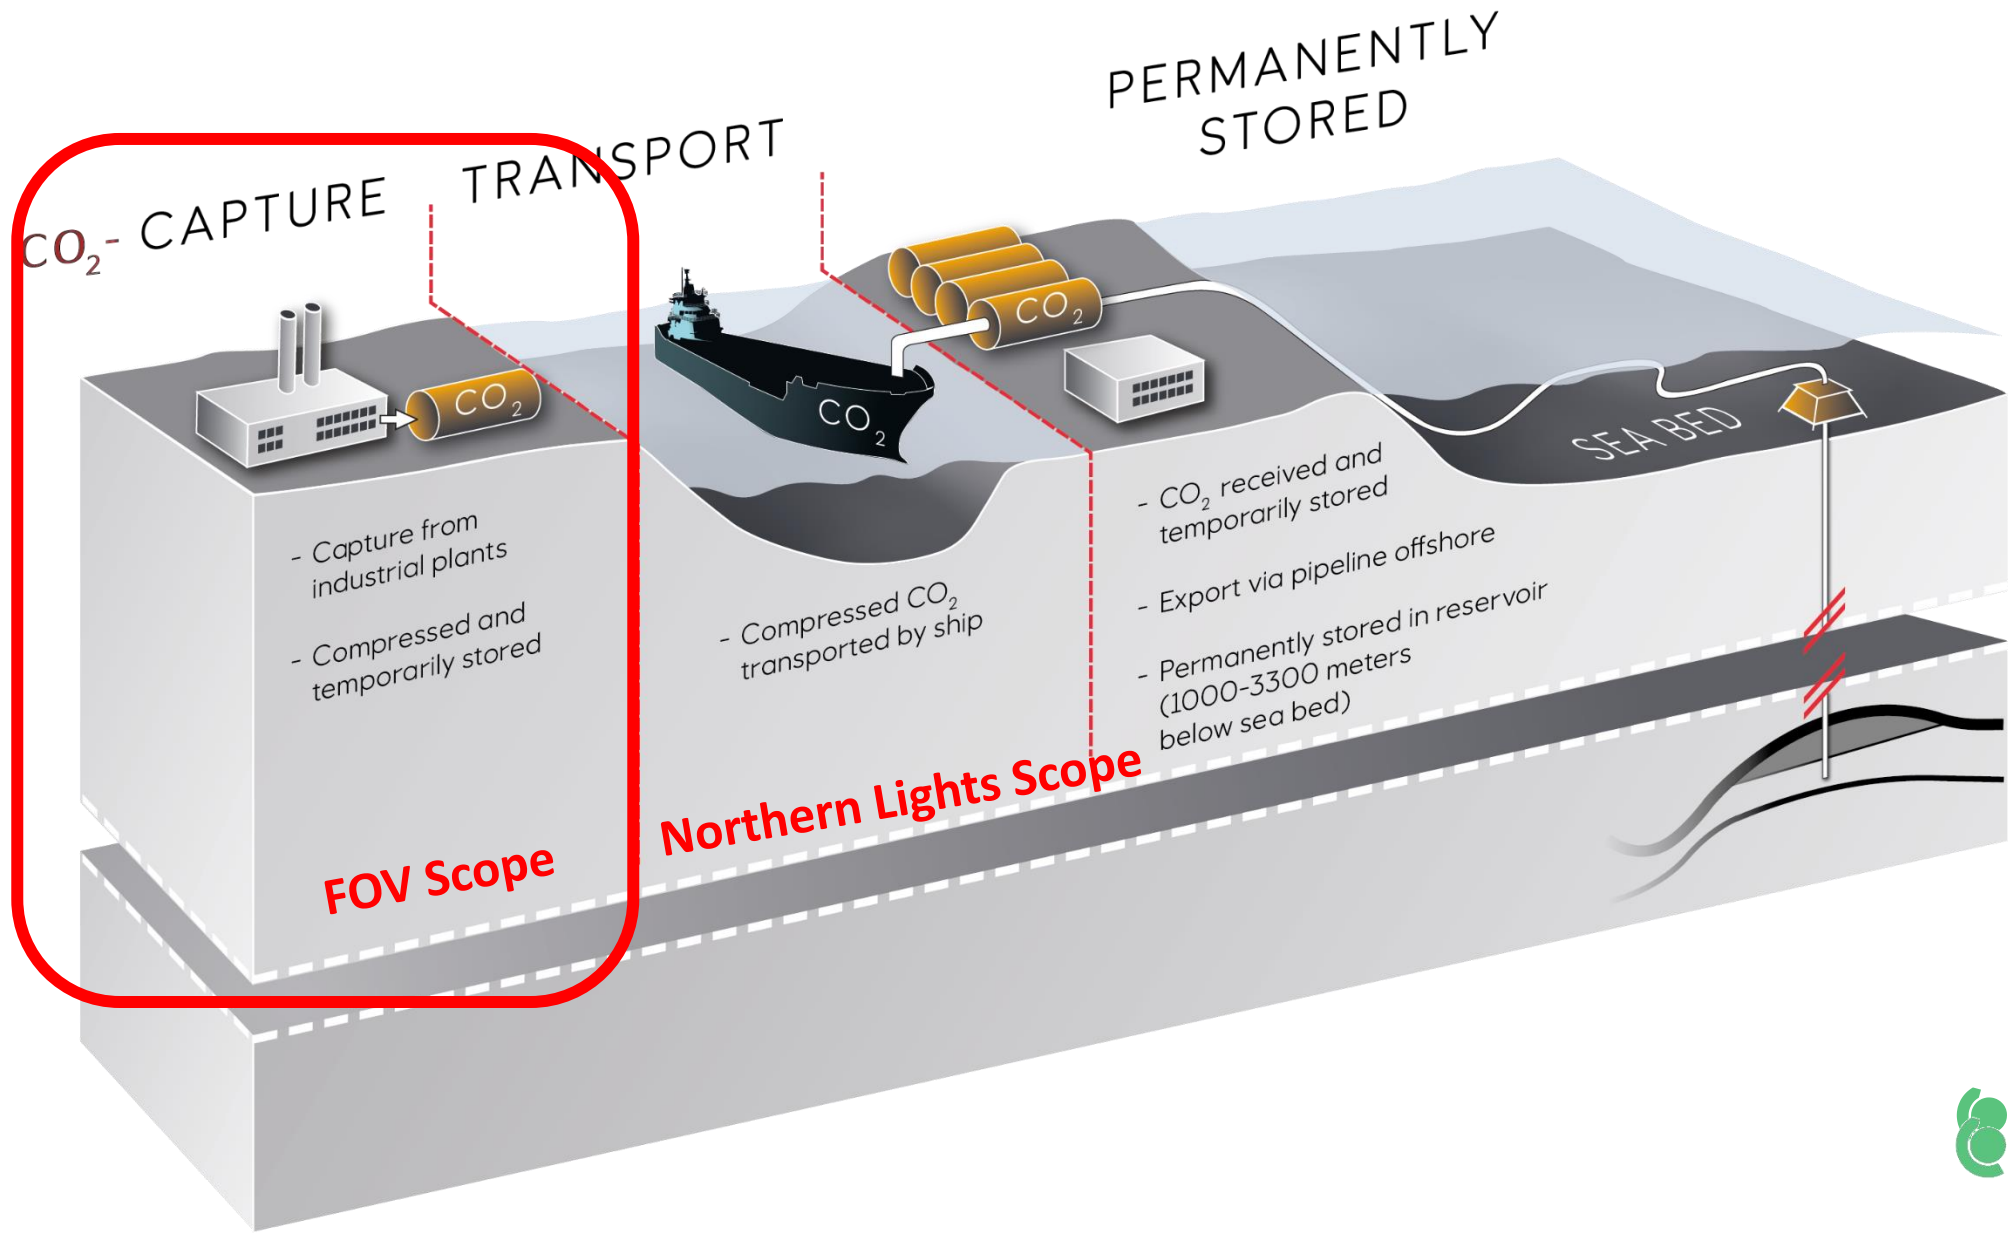 CO2- CAPTURE
TRANSPORT
PERMANENTLY
STORED
CO2
CO2
CO2
SEA BED
- Capture from
industrial plants
- Compressed and
temporarily stored
- Compressed CO2
transported by ship
- CO2 received and
temporarily stored
- Export via pipeline offshore
- Permanently stored in reservoir
(1000-3300 meters
below sea bed)
FOV Scope
Northern Lights Scope